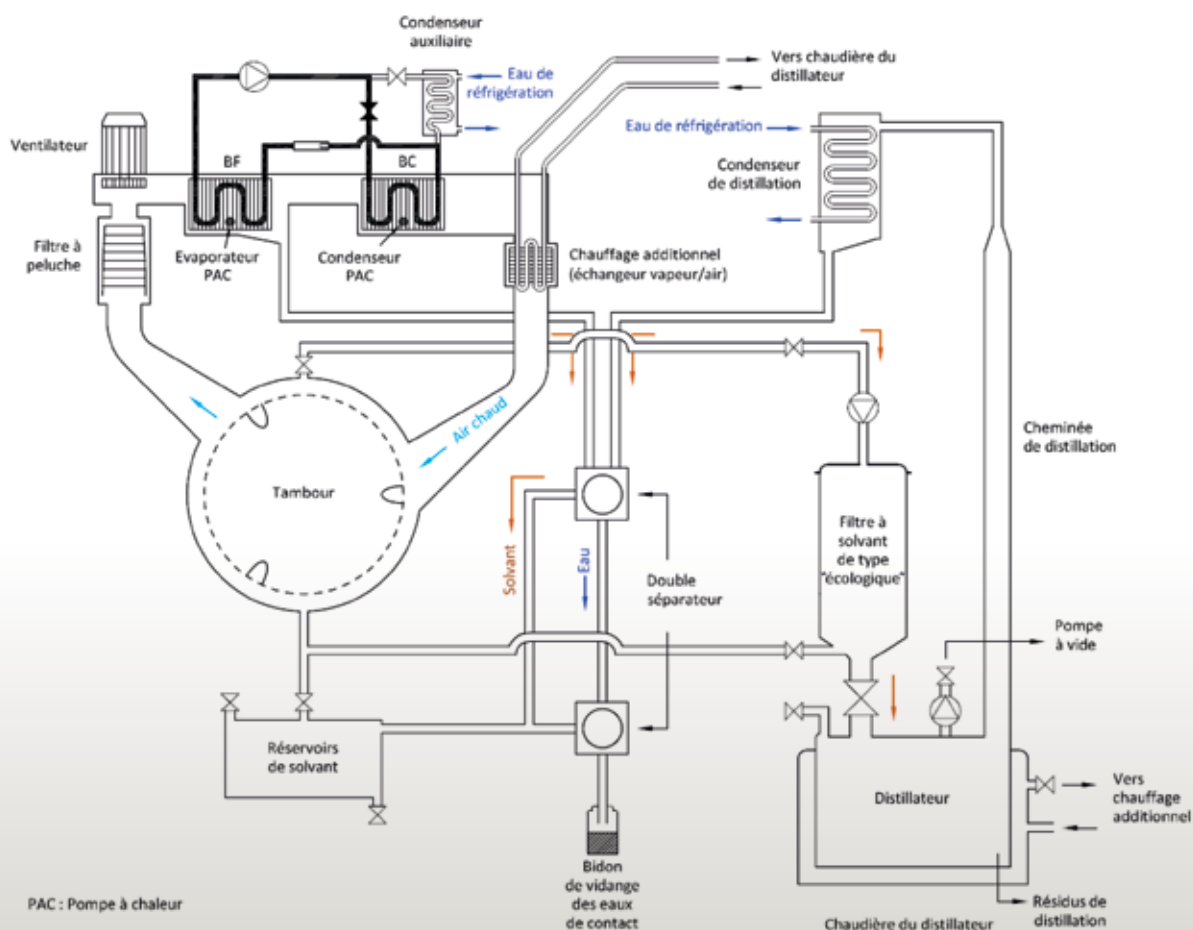 Condenseur
auxiliaire
Eau de
réfrigération
Vers chaudière du
distillateur
Ventilateur
BF
BC
Eau de réfrigération
Condenseur
de distillation
Filtre à
peluche
Evaporateur
PAC
Condenseur
PAC
Chauffage additionnel
(échangeur vapeur/air)
Air chaud
Cheminée
de distillation
Tambour
Solvant
Eau
Double
séparateur
Filtre à
solvant
de type
"écologique"
Pompe
à vide
Réservoirs
de solvant
Distillateur
Vers
chauffage
additionnel
Bidon
de vidange
des eaux
de contact
Résidus de
distillation
PAC : Pompe à chaleur
Chaudière du distillateur